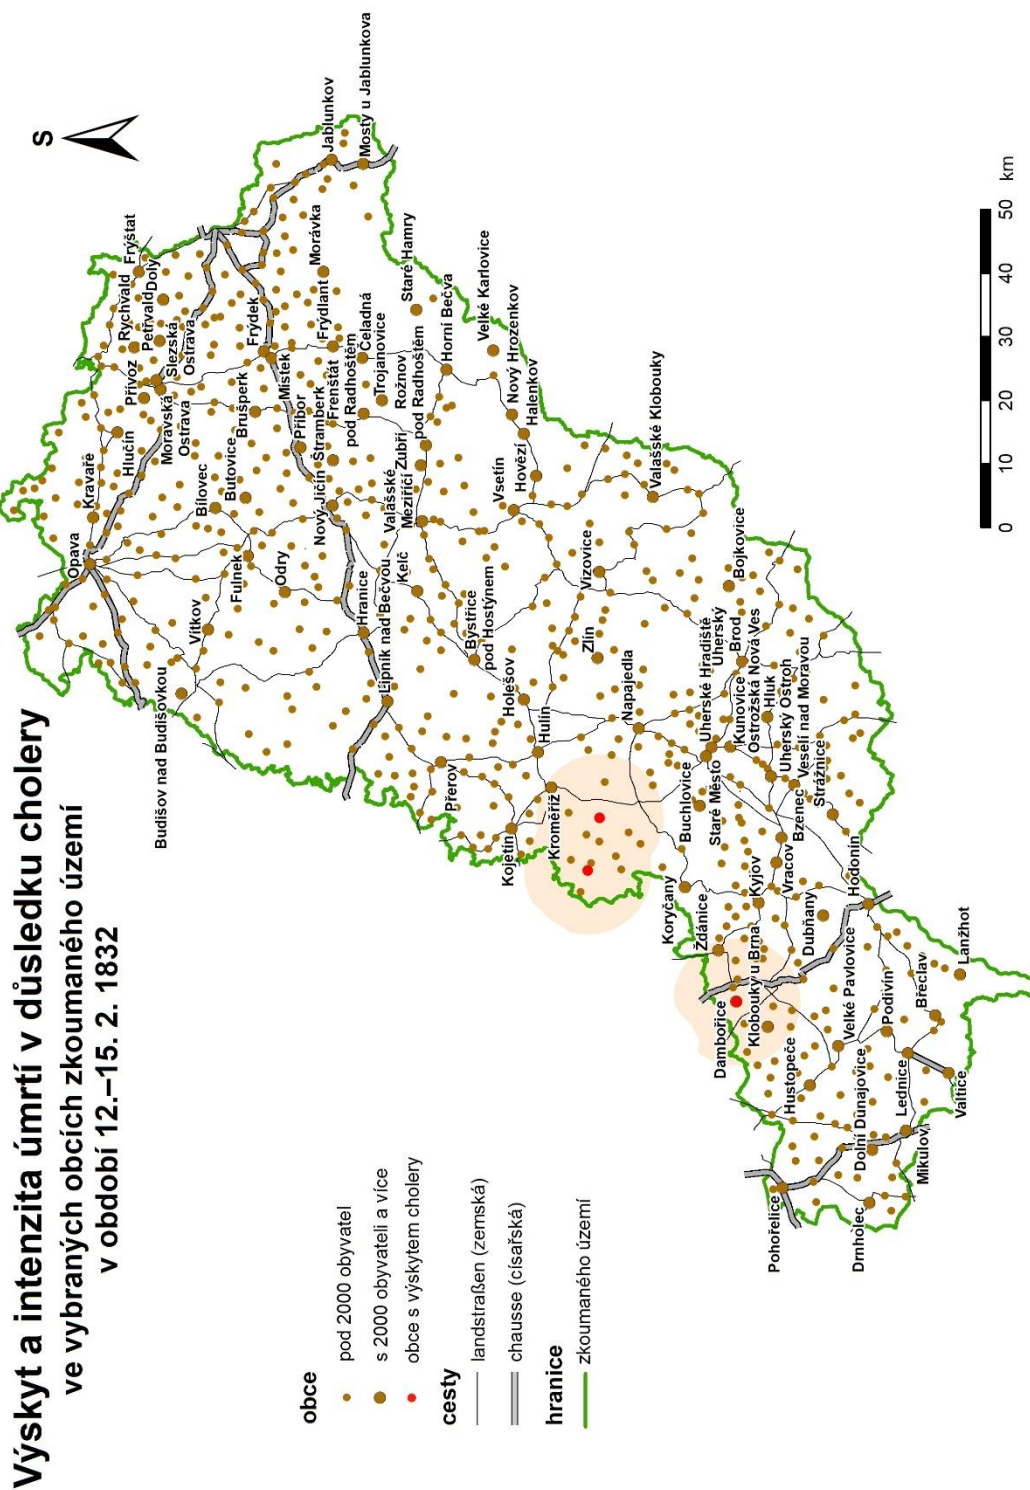 Výskyt a intenzita úmrtí v důsledku cholery
ve vybraných obcích zkoumaného území
v období 12.–15. 2. 1832
S
obce
pod 2000 obyvatel
s 2000 obyvateli a více
obce s výskytem cholery
cesty
landstraßen (zemská)
chausse (císařská)
hranice
zkoumaného území
Opava
Kravaře
Hlučín
Přívoz
Rychvald
Petřvald
Doly
Fryštat
Slezská
Ostrava
Moravská
Ostrava
Budišov nad Budišovkou
Vítkov
Bílovec
Butovice
Brušperk
Fulnek
Odry
Frýdek
Místek
Příbor
Štramberk
Nový Jičín
Frenštát
pod Radhoštěm
Frýdlant
Morávka
Jablunkov
Mosty u Jablunkova
Čeladná
Trojanovice
Staré Hamry
Hranice
Lipník nad Bečvou
Kelč
Valašské
Meziříčí
Zubří
Rožnov
pod Radhoštěm
Horní Bečva
Velké Karlovice
Nový Hrozenkov
Halenkov
Hovězí
Vsetín
Bystřice
pod Hostýnem
Přerov
Kojetín
Kroměříž
Hulín
Holešov
Zlín
Vizovice
Valašské Klobouky
Napajedla
Buchlovice
Staré Město
Uherské Hradiště
Uherský
Brod
Bojkovice
Kunovice
Ostrožská Nová Ves
Hluk
Uherský Ostroh
Veselí nad Moravou
Strážnice
Bzenec
Vracov
Kyjov
Koryčany
Ždánice
Dambořice
Klobouky u Brna
Dubňany
Hodonín
Hustopeče
Velké Pavlovice
Podivín
Břeclav
Lanžhot
Pohořelice
Drnholec
Dolní Dunajovice
Mikulov
Lednice
Valtice
0 10 20 30 40 50 km